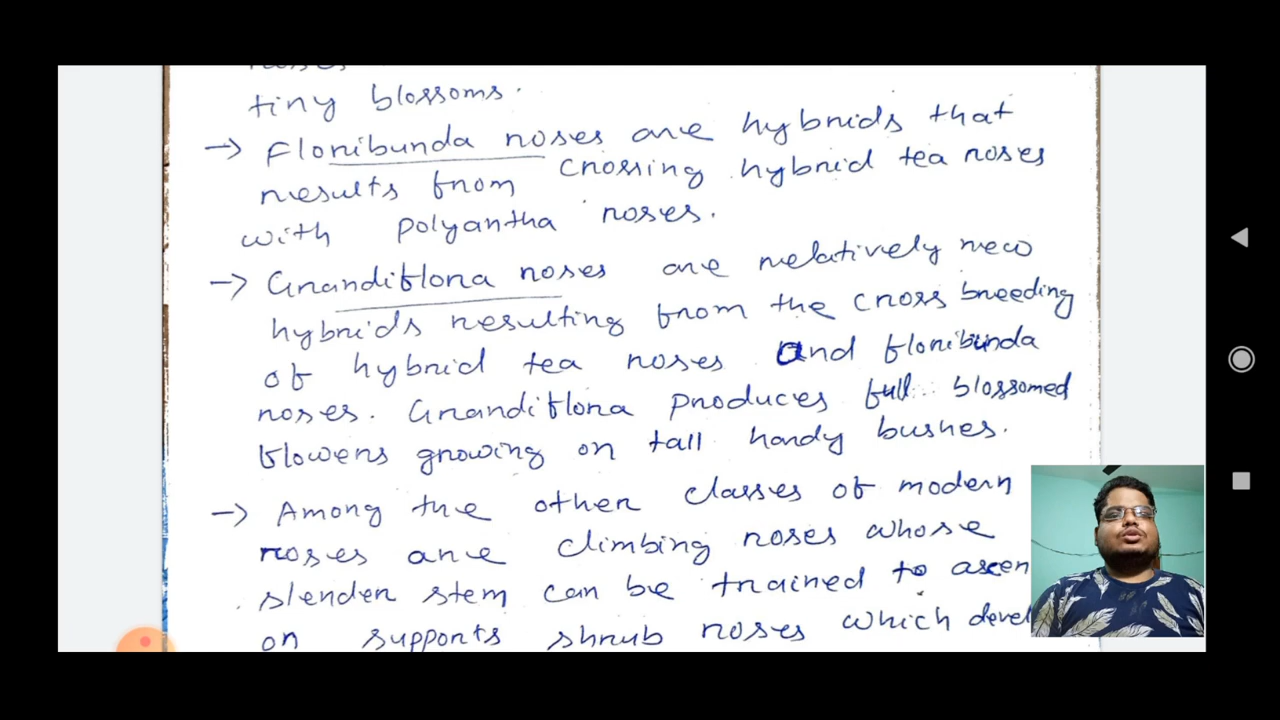 tiny blossoms.
→ Floribunda roses are hybrids that
results from crossing hybrid tea roses
with polyantha roses.
→ Grandiflora roses are relatively new
hybrids resulting from the cross breeding
of hybrid tea roses and floribunda
roses. Grandiflora produces full blossomed
flowers growing on tall hardy bushes.
→ Among the other classes of modern
roses are climbing roses whose
slender stem can be trained to ascen
on supports shrub roses which devel